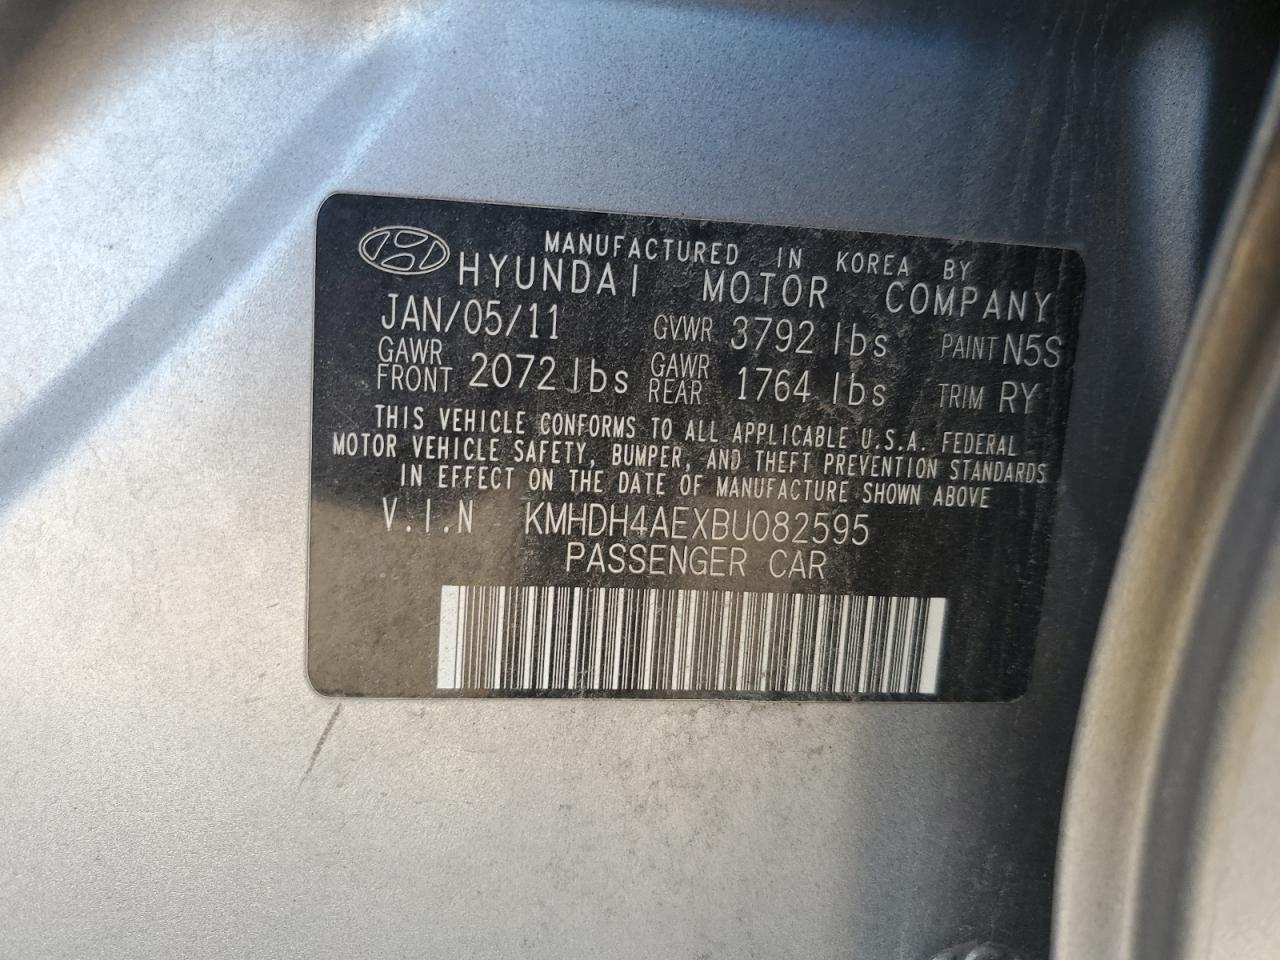 MANUFACTURED IN KOREA BY
HYUNDAI MOTOR COMPANY
JAN/05/11 GVWR 3792 lbs PAINT N5S
GAWR FRONT 2072 lbs GAWR REAR 1764 lbs TRIM RY
THIS VEHICLE CONFORMS TO ALL APPLICABLE U.S.A. FEDERAL
MOTOR VEHICLE SAFETY, BUMPER, AND THEFT PREVENTION STANDARDS
IN EFFECT ON THE DATE OF MANUFACTURE SHOWN ABOVE
V.I.N KMHDH4AEXBU082595
PASSENGER CAR